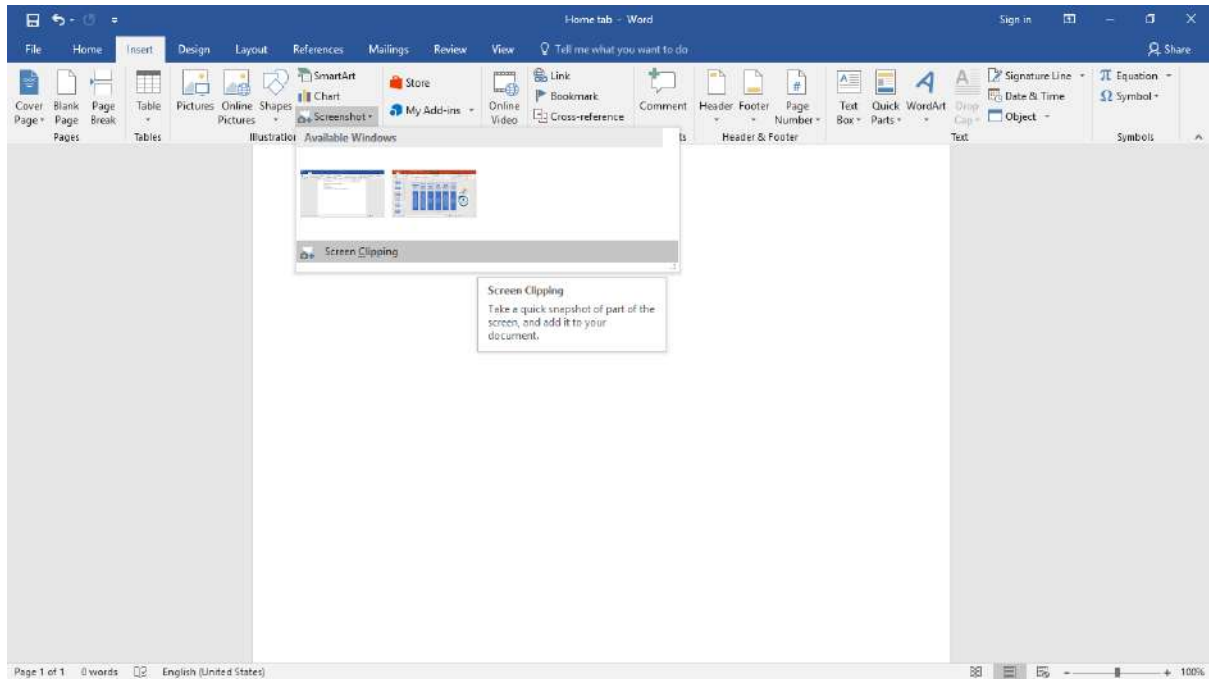 Home tab - Word
Sign in
File Home Insert Design Layout References Mailings Review View Tell me what you want to do Share
Cover Page
Blank Page
Page Break
Pages
Table
Tables
Pictures
Online Pictures
Shapes
SmartArt
Chart
Screenshot
Illustration
Store
My Add-ins
Online Video
Link
Bookmark
Cross-reference
Comment
ts
Header
Footer
Page Number
Header & Footer
Text Box
Quick Parts
WordArt
Drop Cap
Signature Line
Date & Time
Object
Text
π Equation
Ω Symbol
Symbols
Available Windows
Screen Clipping
Screen Clipping
Take a quick snapshot of part of the
screen, and add it to your
document.
Page 1 of 1 0 words English (United States) 100%